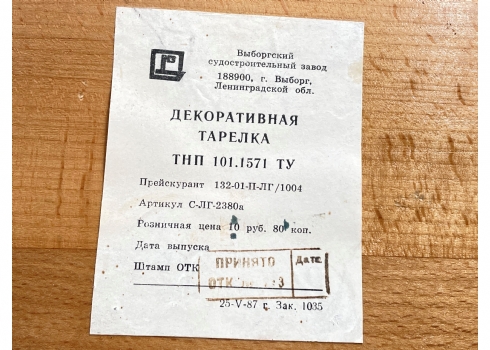 Выборгский
судостроительный завод
188900, г. Выборг,
Ленинградской обл.
ДЕКОРАТИВНАЯ
ТАРЕЛКА
ТНП 101.1571 ТУ
Прейскурант 132-01-П-ЛГ/1004
Артикул С-ЛГ-2380а
Розничная цена 10 руб. 80 коп.
Дата выпуска
Штамп ОТК
ПРИНЯТО
Дата
ОТК
25-V-87 г. Зак. 1035